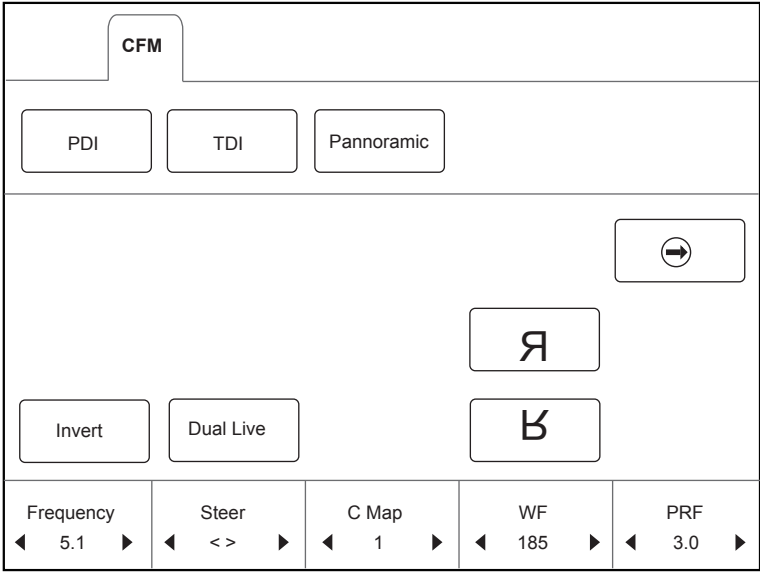 CFM
PDI TDI Pannoramic
Я
Invert Dual Live R
Frequency Steer C Map WF PRF
5.1 < > 1 185 3.0